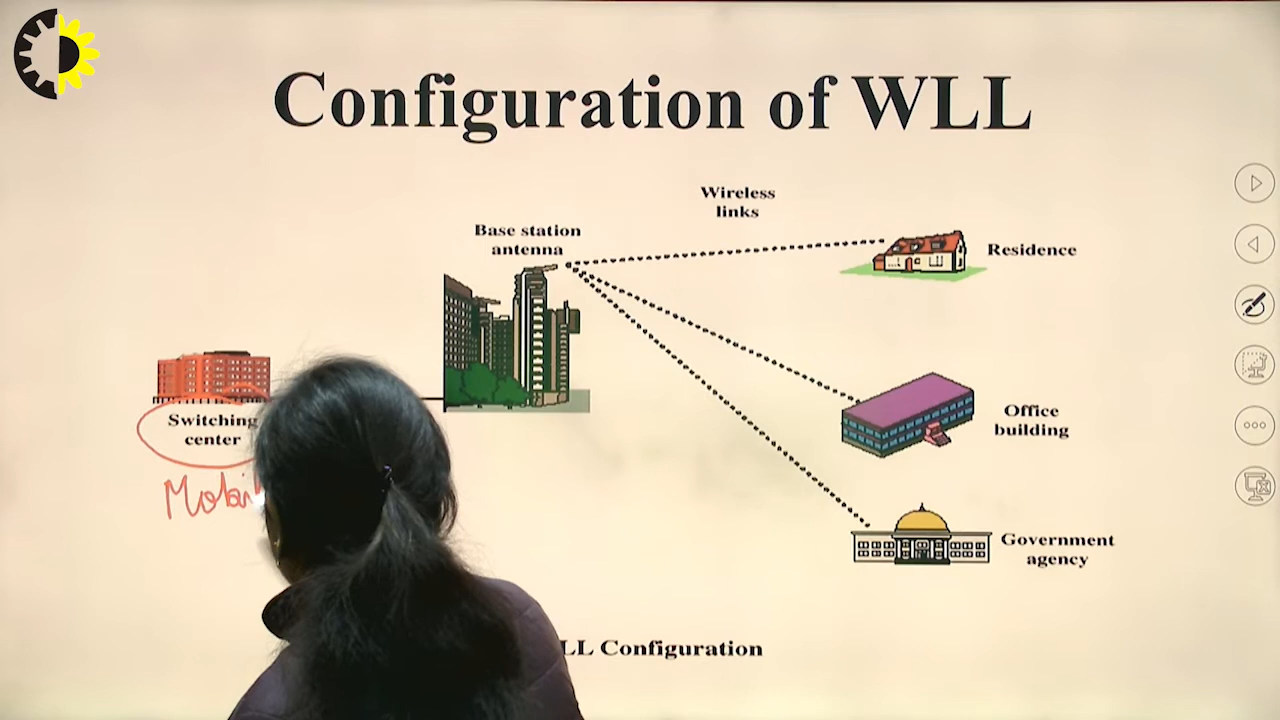 Configuration of WLL
Wireless
links
Base station
antenna
Residence
Switching
center
Office
building
Government
agency
LL Configuration